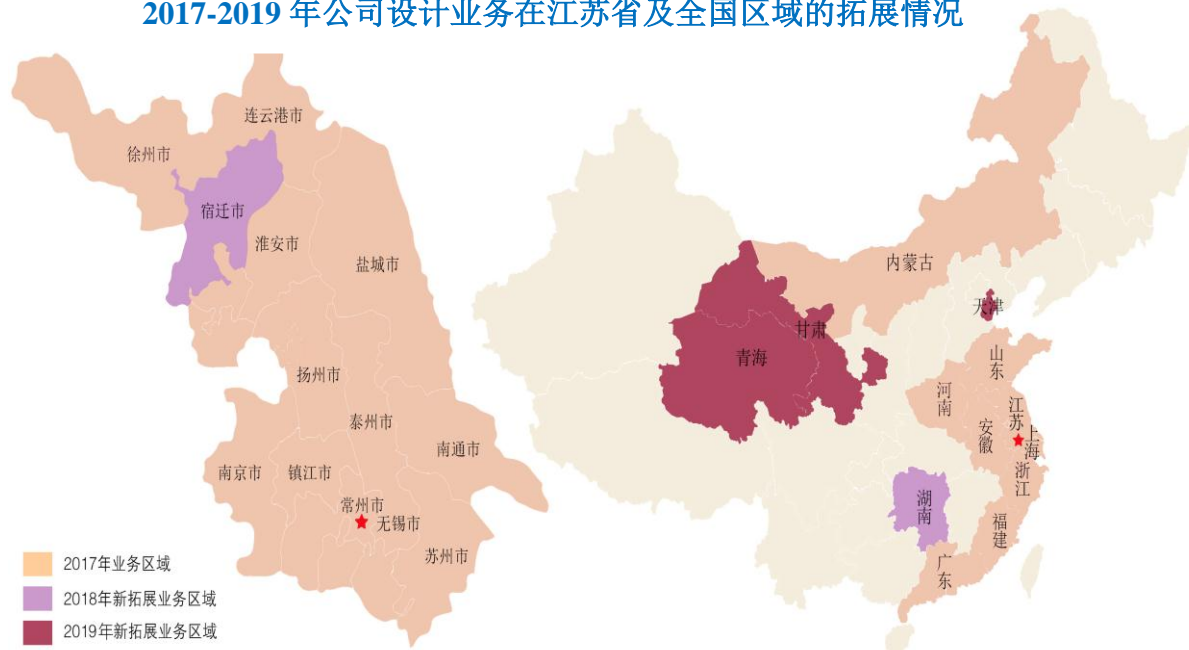 2017-2019 年公司设计业务在江苏省及全国区域的拓展情况
连云港市
徐州市
宿迁市
淮安市
盐城市
扬州市
泰州市
南通市
南京市
镇江市
常州市
无锡市
苏州市
内蒙古
天津
甘肃
青海
山东
河南
江苏
安徽
上海
浙江
湖南
福建
广东
2017年业务区域
2018年新拓展业务区域
2019年新拓展业务区域